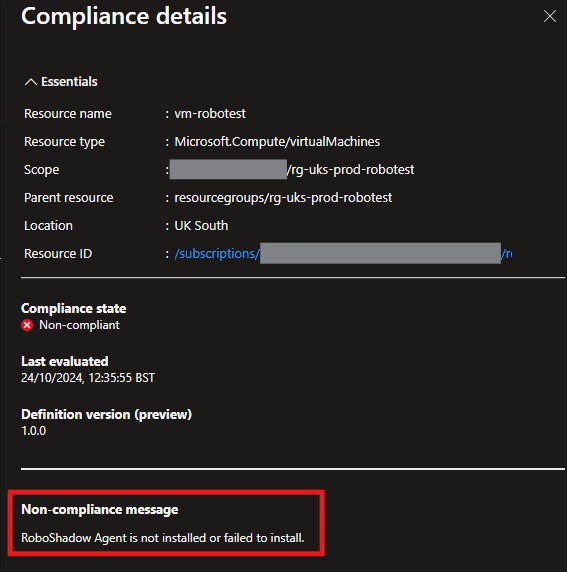 Compliance details
Essentials
Resource name : vm-robotest
Resource type : Microsoft.Compute/virtualMachines
Scope : /rg-uks-prod-robotest
Parent resource : resourcegroups/rg-uks-prod-robotest
Location : UK South
Resource ID : /subscriptions/ /re
Compliance state
Non-compliant
Last evaluated
24/10/2024, 12:35:55 BST
Definition version (preview)
1.0.0
Non-compliance message
RoboShadow Agent is not installed or failed to install.